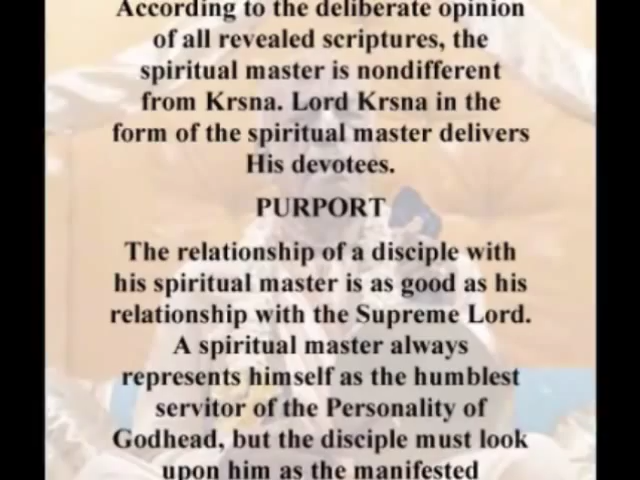 According to the deliberate opinion
of all revealed scriptures, the
spiritual master is nondifferent
from Krsna. Lord Krsna in the
form of the spiritual master delivers
His devotees.
PURPORT
The relationship of a disciple with
his spiritual master is as good as his
relationship with the Supreme Lord.
A spiritual master always
represents himself as the humblest
servitor of the Personality of
Godhead, but the disciple must look
upon him as the manifested